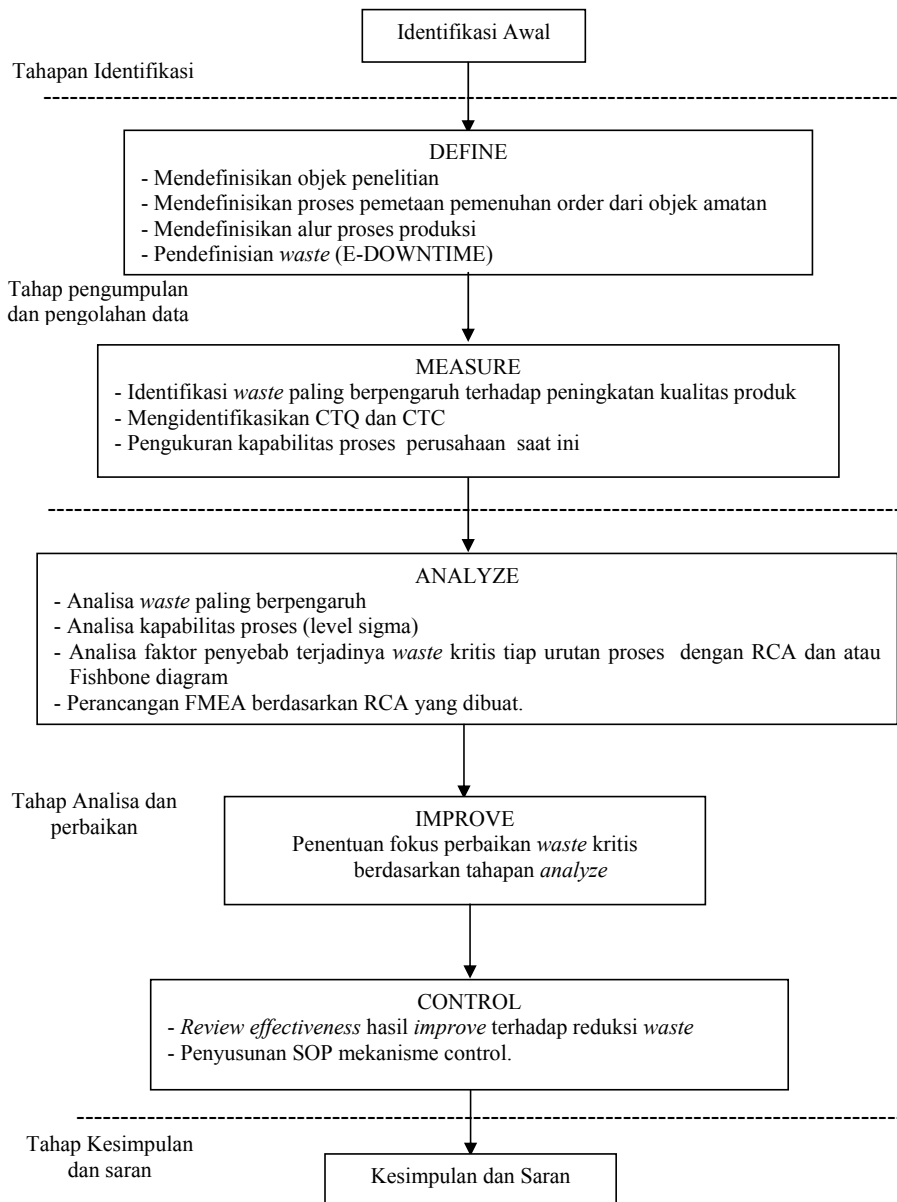 Identifikasi Awal
Tahapan Identifikasi
DEFINE
- Mendefinisikan objek penelitian
- Mendefinisikan proses pemetaan pemenuhan order dari objek amatan
- Mendefinisikan alur proses produksi
- Pendefinisian waste (E-DOWNTIME)
Tahap pengumpulan
dan pengolahan data
MEASURE
- Identifikasi waste paling berpengaruh terhadap peningkatan kualitas produk
- Mengidentifikasikan CTQ dan CTC
- Pengukuran kapabilitas proses perusahaan saat ini
ANALYZE
- Analisa waste paling berpengaruh
- Analisa kapabilitas proses (level sigma)
- Analisa faktor penyebab terjadinya waste kritis tiap urutan proses dengan RCA dan atau
Fishbone diagram
- Perancangan FMEA berdasarkan RCA yang dibuat.
Tahap Analisa dan
perbaikan
IMPROVE
Penentuan fokus perbaikan waste kritis
berdasarkan tahapan analyze
CONTROL
- Review effectiveness hasil improve terhadap reduksi waste
- Penyusunan SOP mekanisme control.
Tahap Kesimpulan
dan saran
Kesimpulan dan Saran